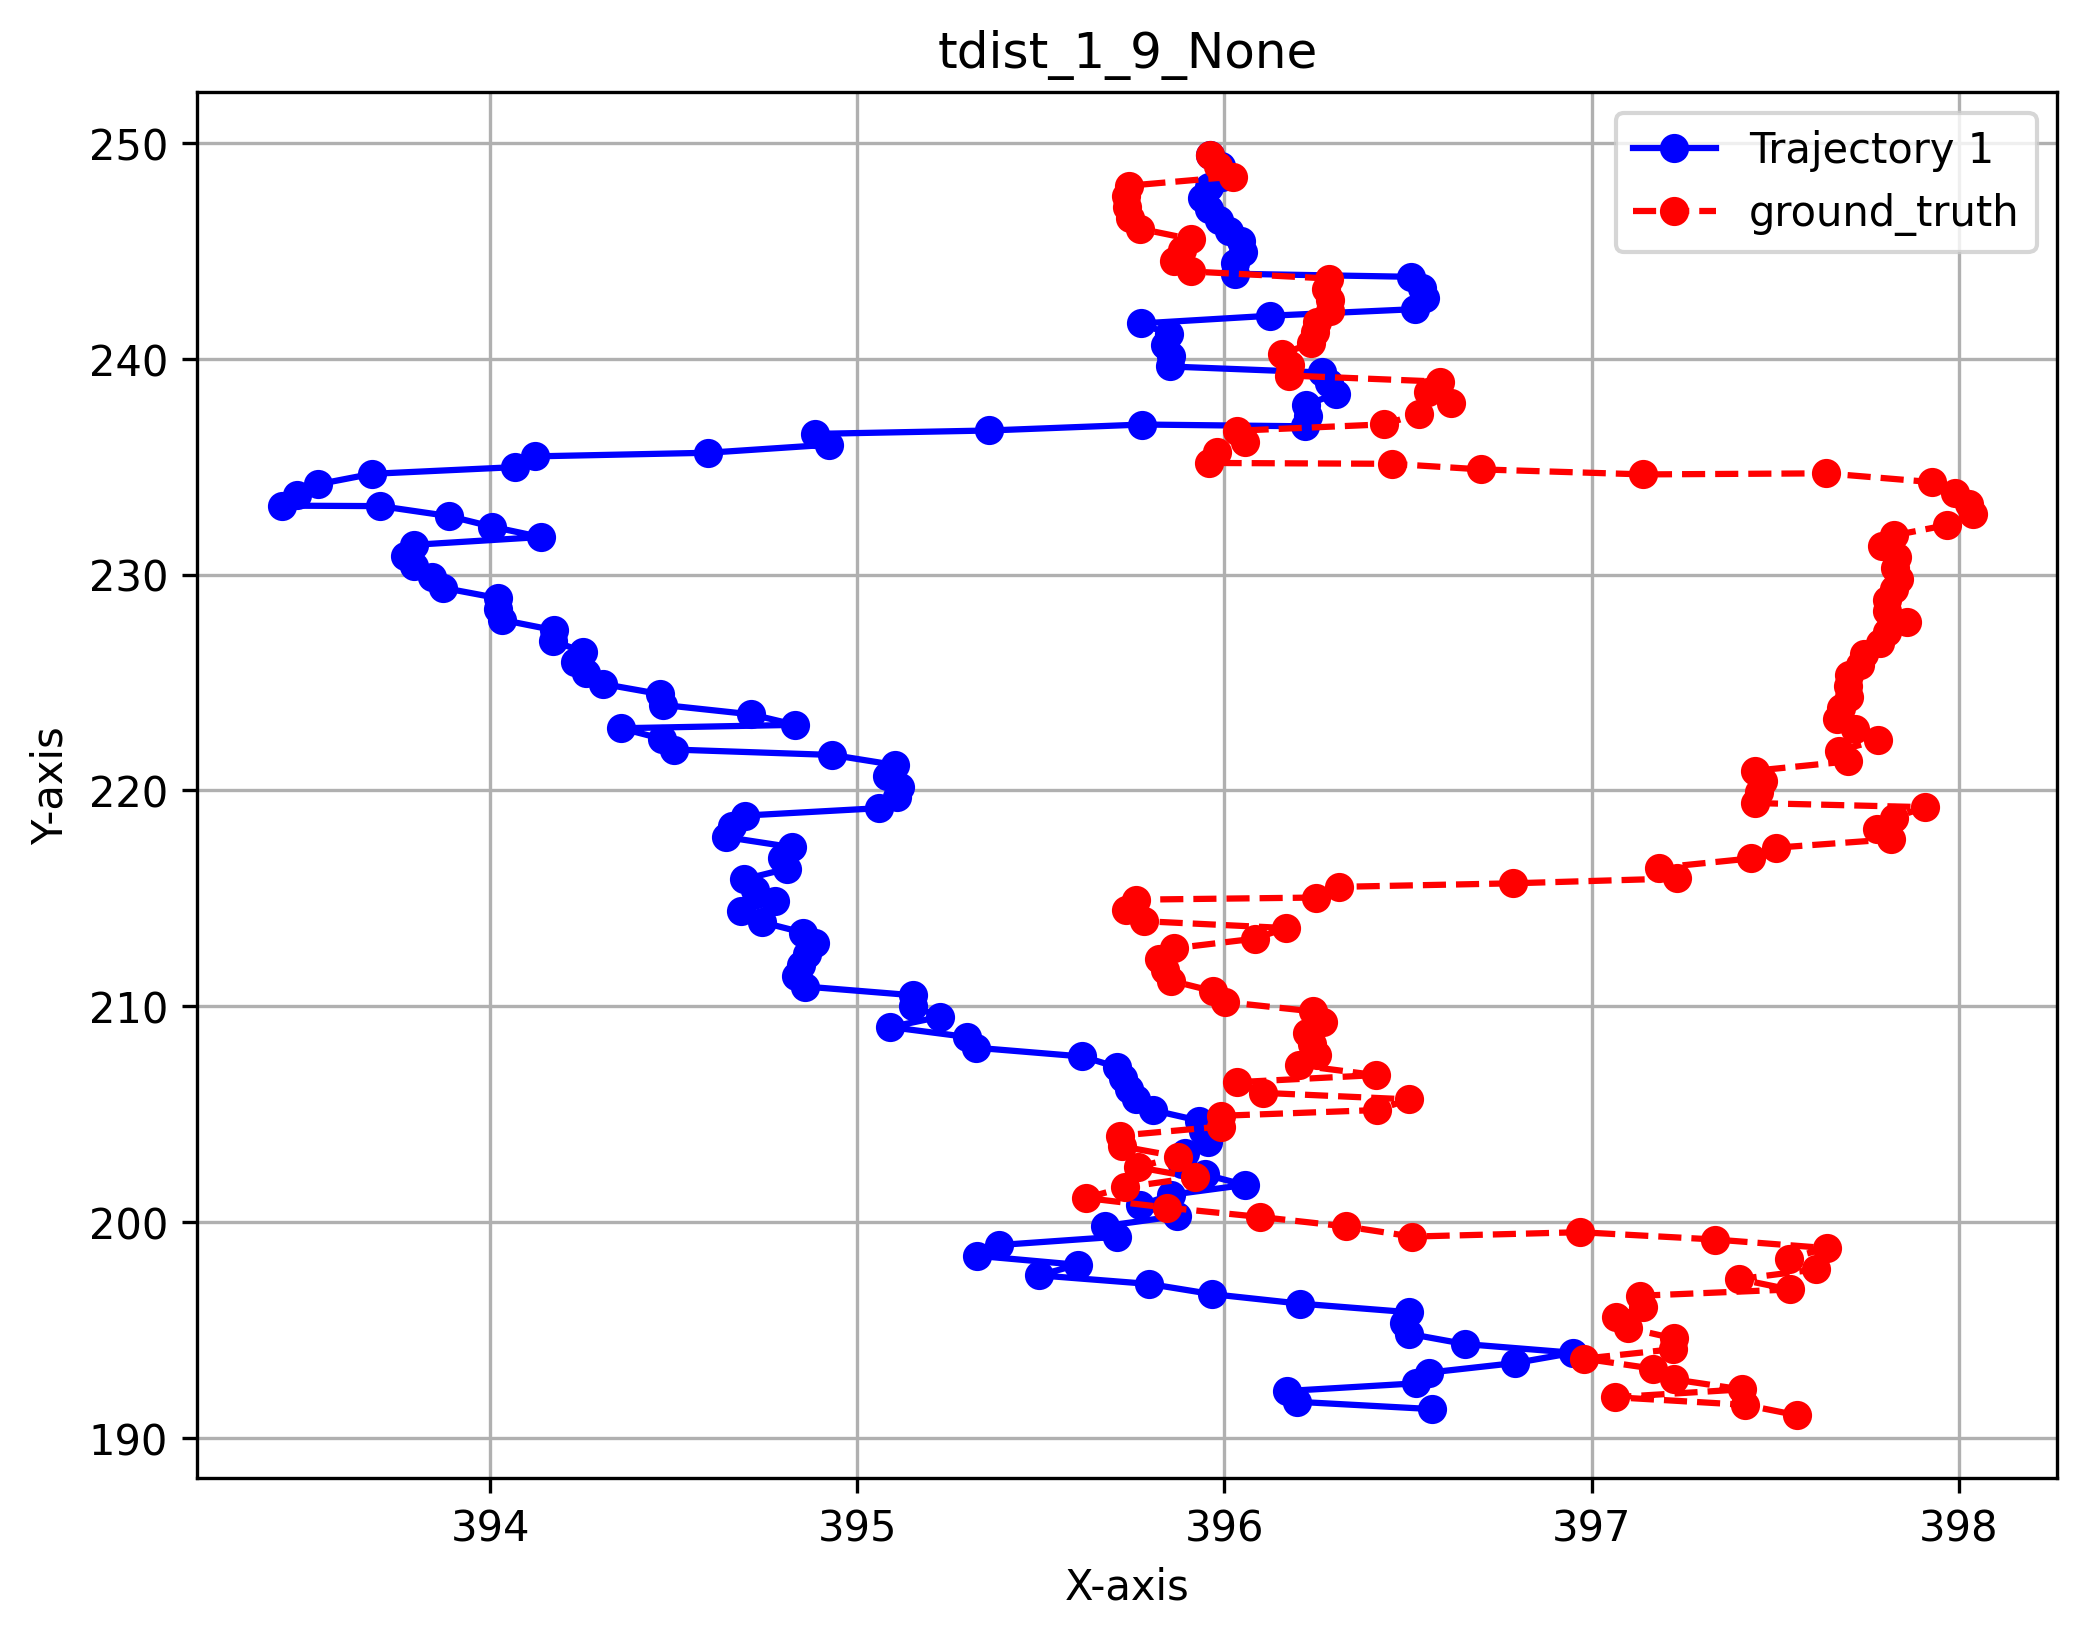 tdist_1_9_None
Trajectory 1
ground_truth
250
240
230
220
210
200
190
Y-axis
394
395
396
397
398
X-axis